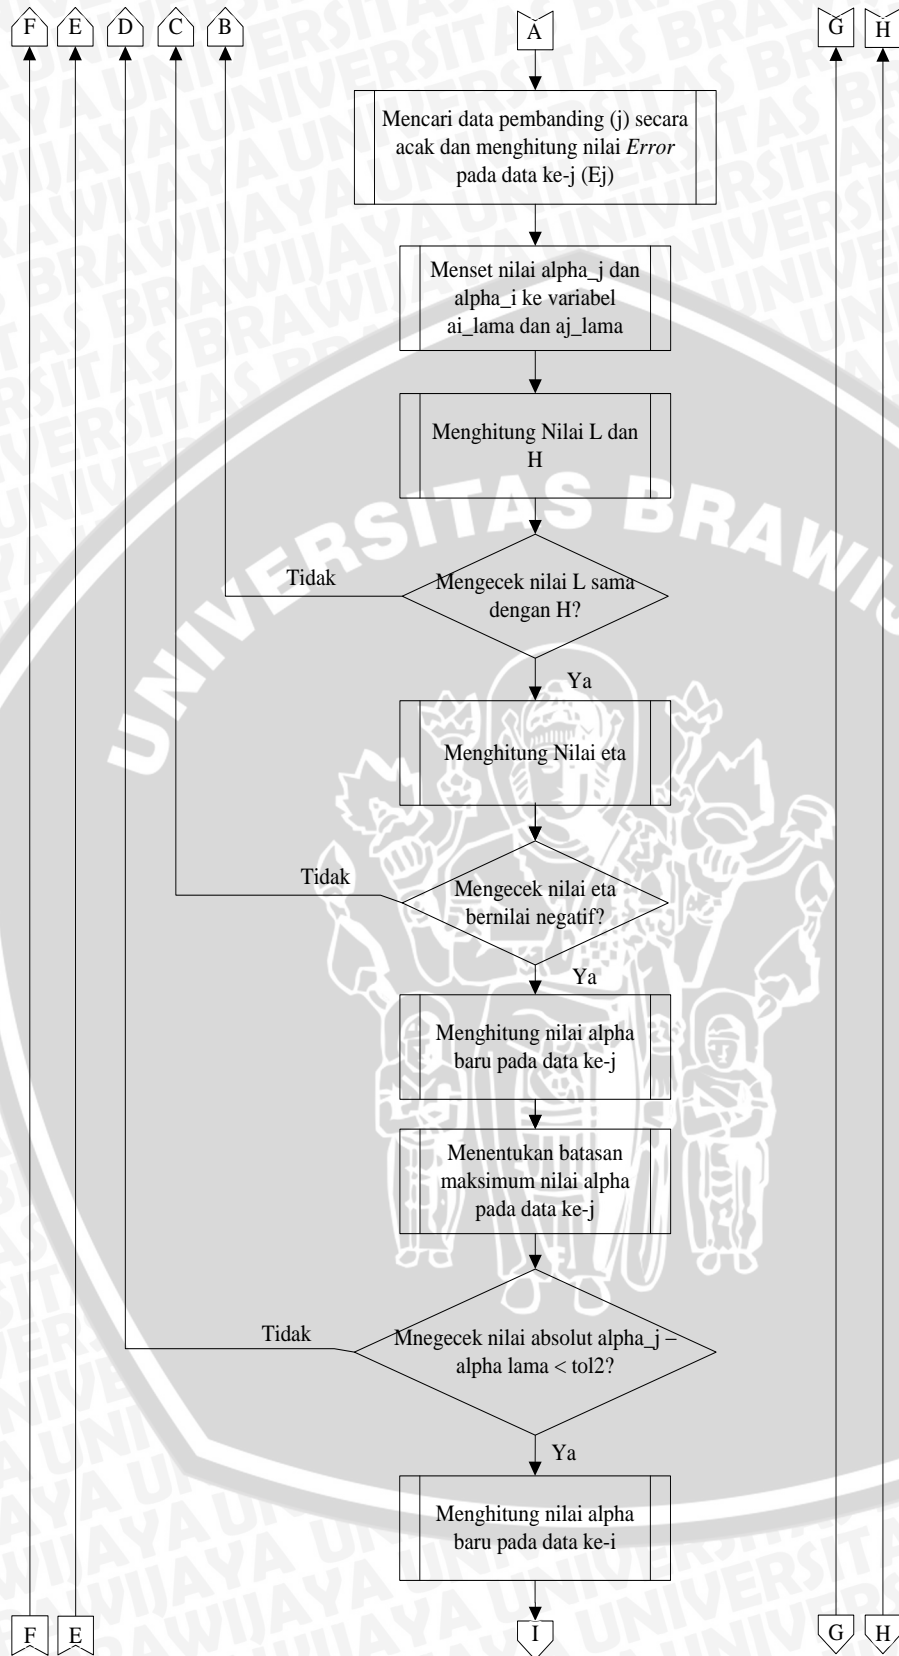 F E D C B A G H
Mencari data pembanding (j) secara
acak dan menghitung nilai Error
pada data ke-j (Ej)
Menset nilai alpha_j dan
alpha_i ke variabel
ai_lama dan aj_lama
Menghitung Nilai L dan
H
UNIVERSITAS BRAWIJ
Tidak
Mengecek nilai L sama
dengan H?
Ya
Menghitung Nilai eta
Tidak
Mengecek nilai eta
bernilai negatif?
Ya
Menghitung nilai alpha
baru pada data ke-j
Menentukan batasan
maksimum nilai alpha
pada data ke-j
Tidak
Mnegecek nilai absolut alpha_j –
alpha lama < tol2?
Ya
Menghitung nilai alpha
baru pada data ke-i
F E I G H